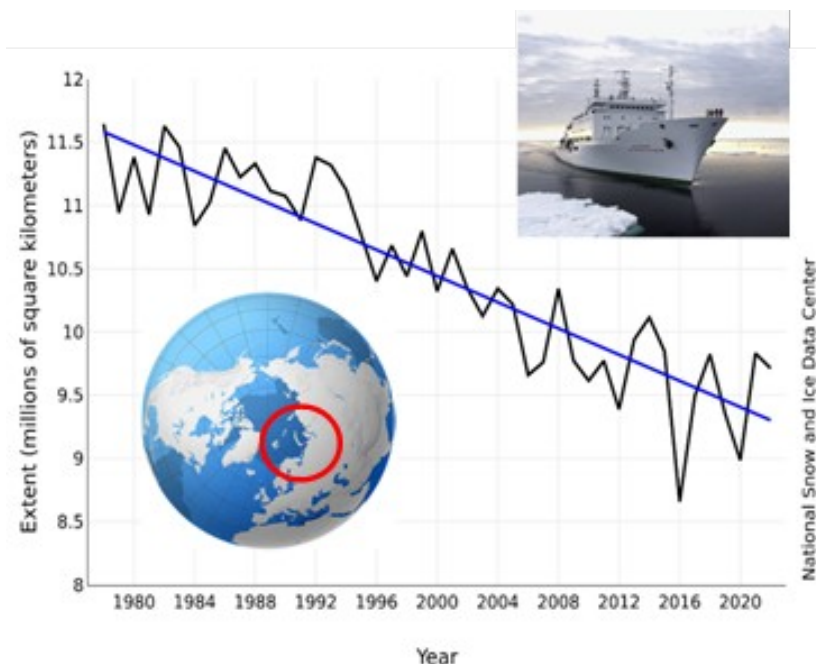 12
11.5
11
10.5
10
9.5
9
8.5
8
Extent (millions of square kilometers)
1980 1984 1988 1992 1996 2000 2004 2008 2012 2016 2020
Year
National Snow and Ice Data Center